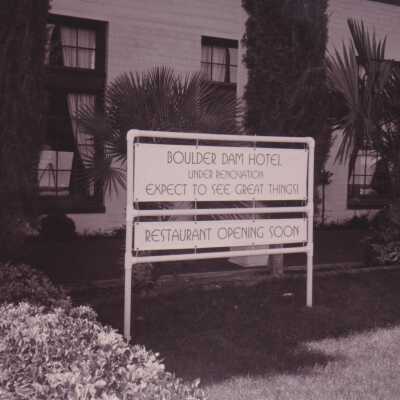 BOULDER DAM HOTEL
UNDER RENOVATION
EXPECT TO SEE GREAT THINGS!
RESTAURANT OPENING SOON